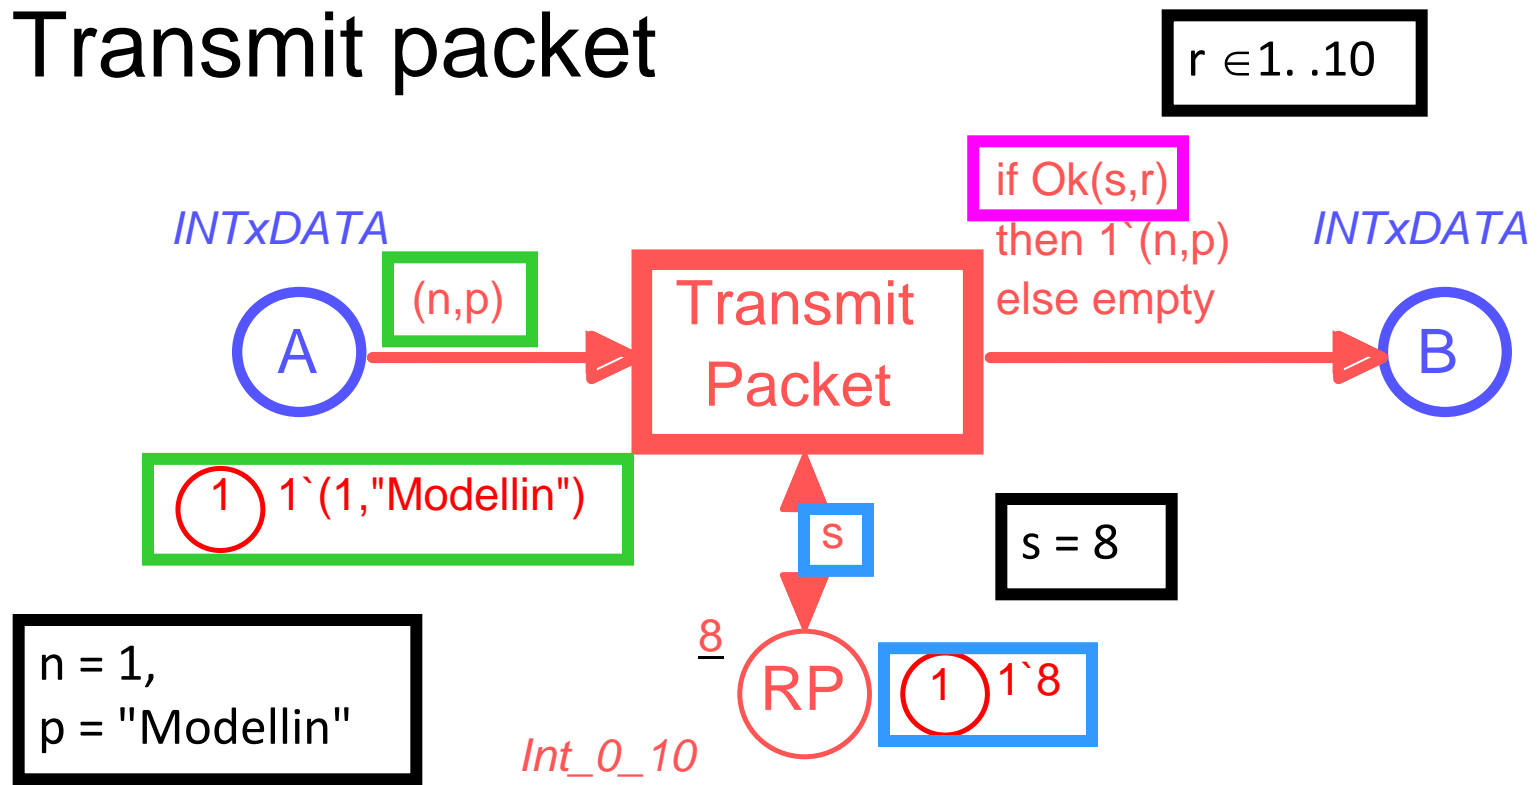 Transmit packet
r ∈1. .10
if Ok(s,r)
then 1`(n,p)
else empty
INTxDATA
INTxDATA
(n,p)
A
Transmit
Packet
B
1 1`(1,"Modellin")
s
s = 8
n = 1,
p = "Modellin"
8
RP
1 1`8
Int_0_10